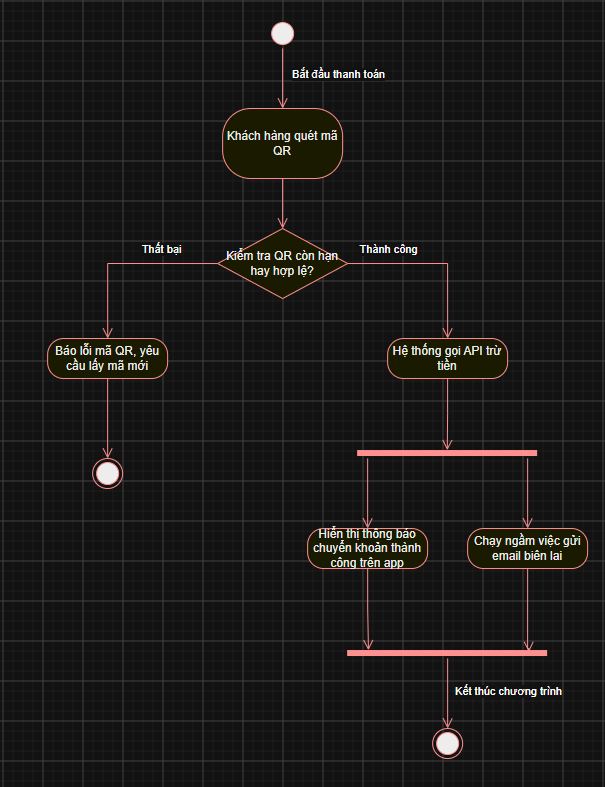 Bắt đầu thanh toán
Khách hàng quét mã
QR
Thất bại
Kiểm tra QR còn hạn
hay hợp lệ?
Thành công
Báo lỗi mã QR, yêu
cầu lấy mã mới
Hệ thống gọi API trừ
tiền
Hiển thị thông báo
chuyển khoản thành
công trên app
Chạy ngầm việc gửi
email biên lai
Kết thúc chương trình